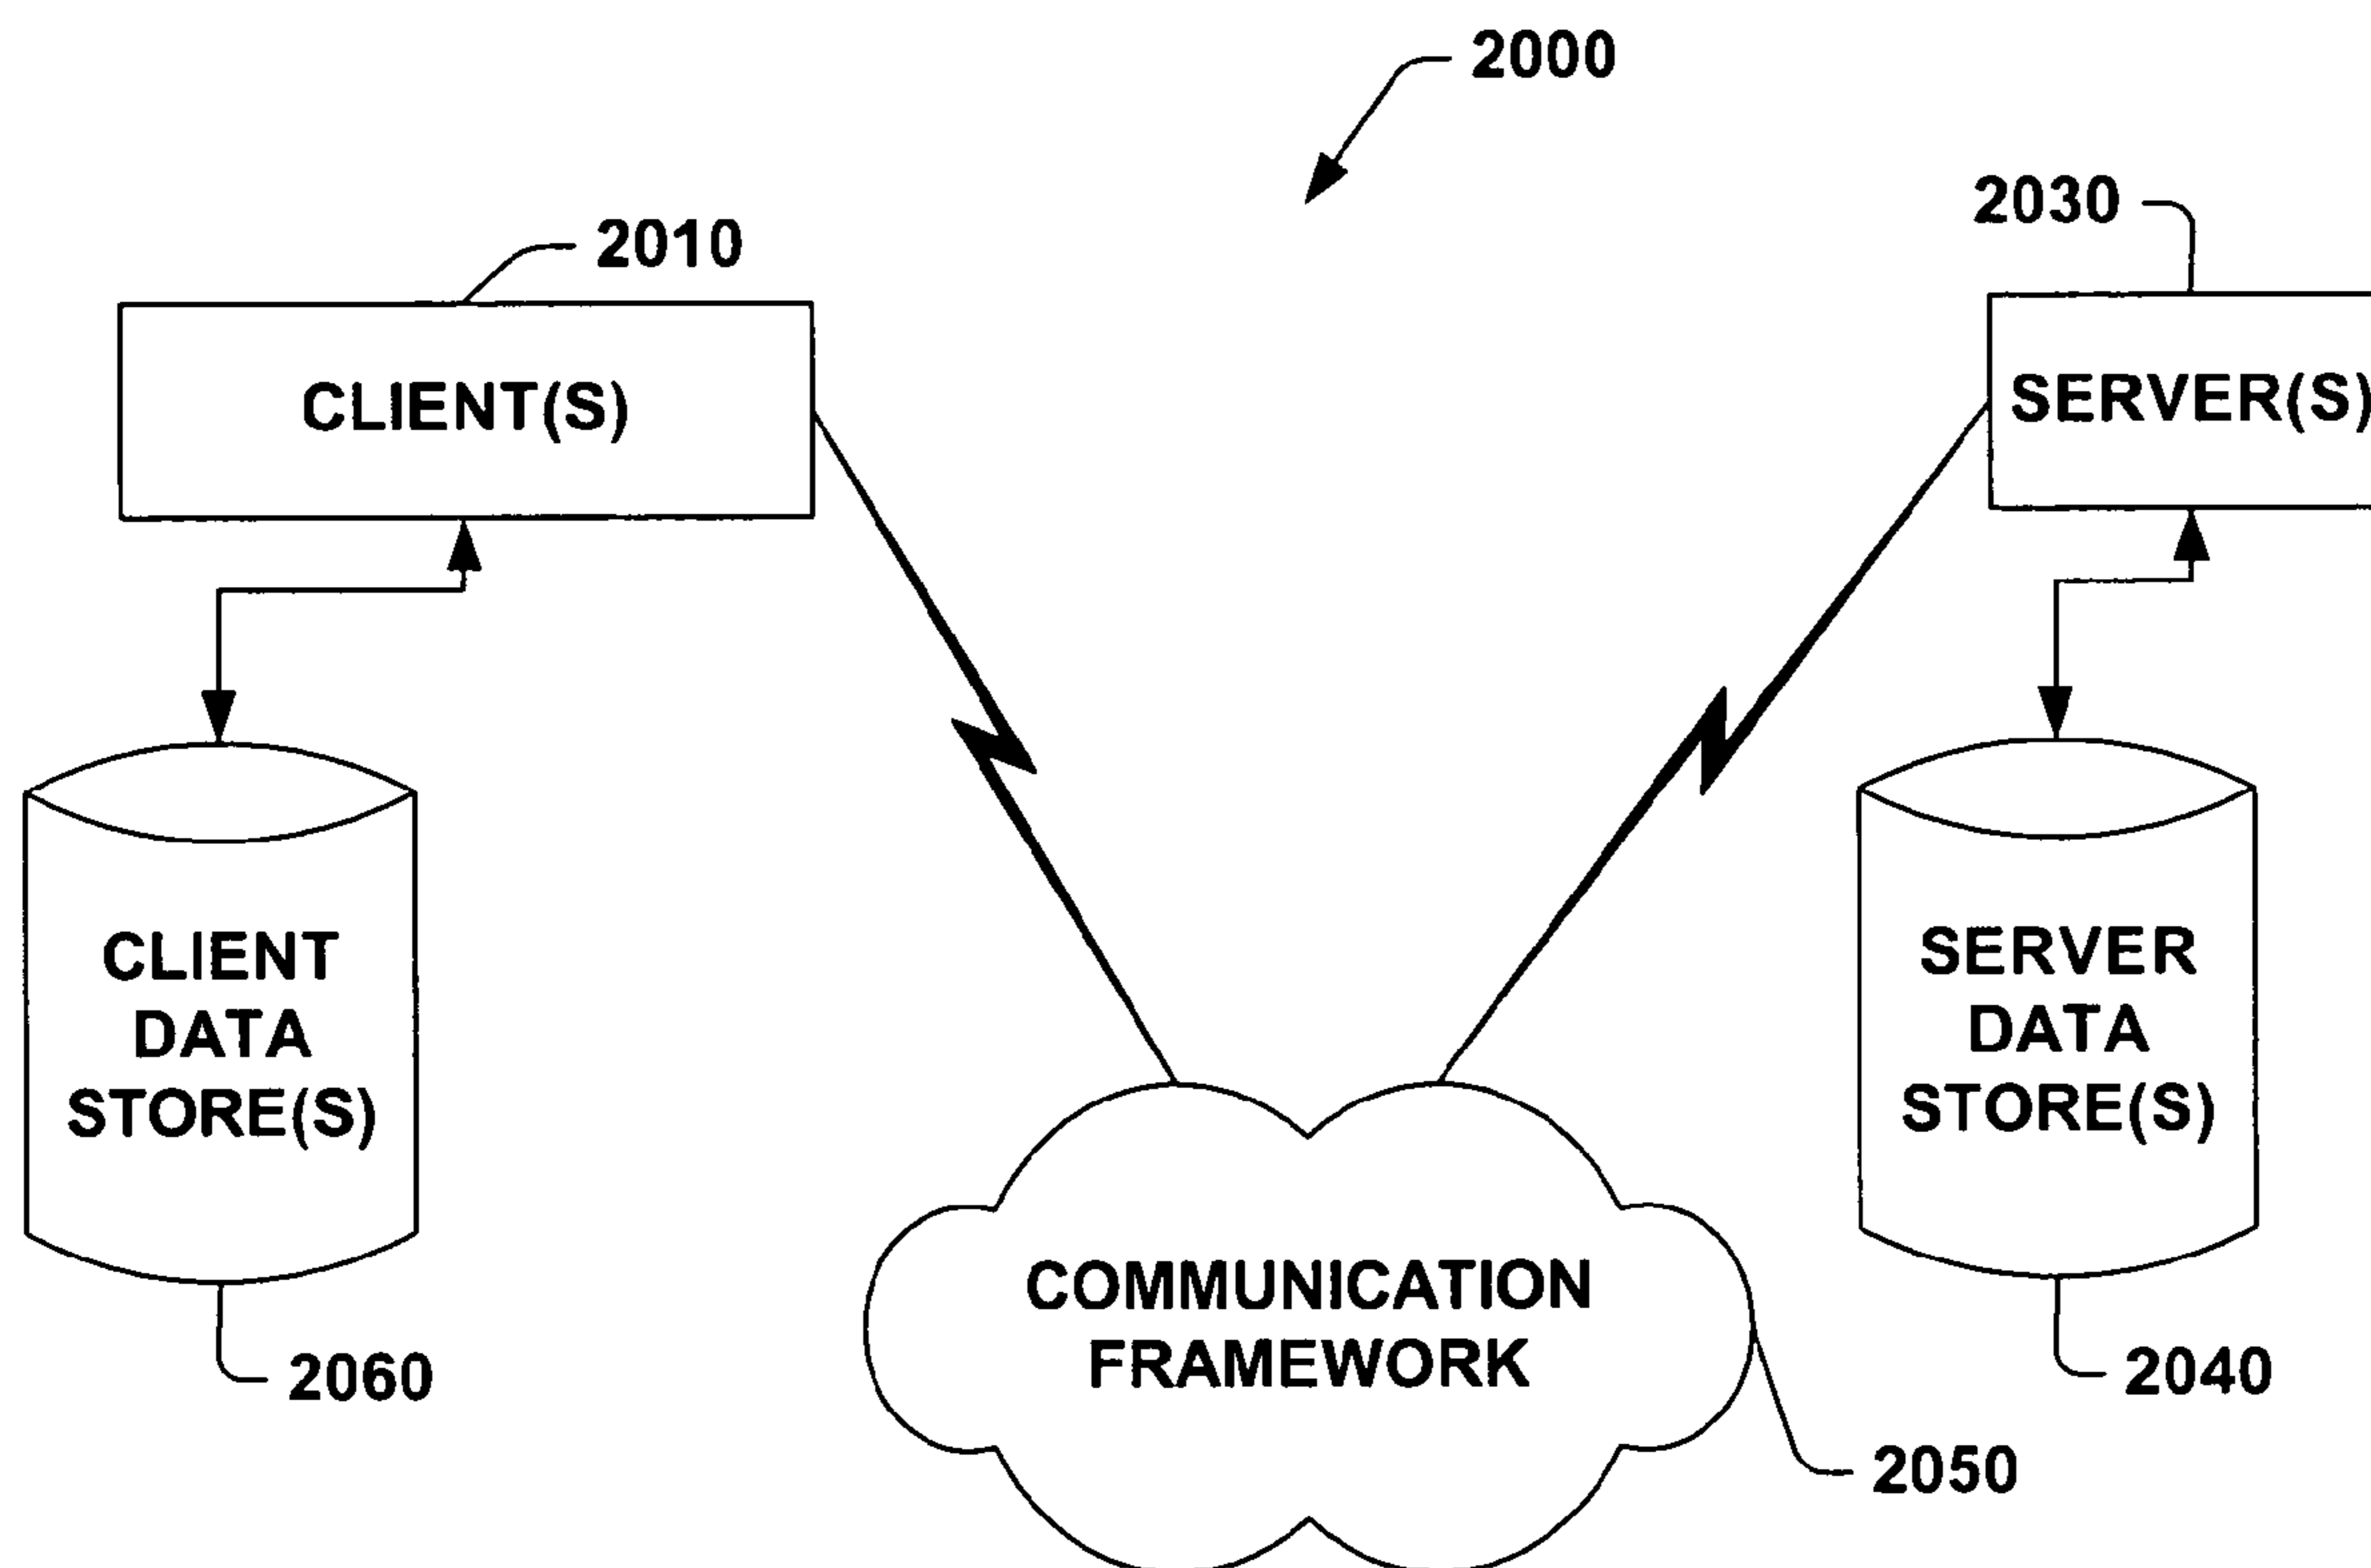 2000
2010
2030
CLIENT(S)
SERVER(S)
CLIENT
DATA
STORE(S)
SERVER
DATA
STORE(S)
COMMUNICATION
FRAMEWORK
2060
2040
2050